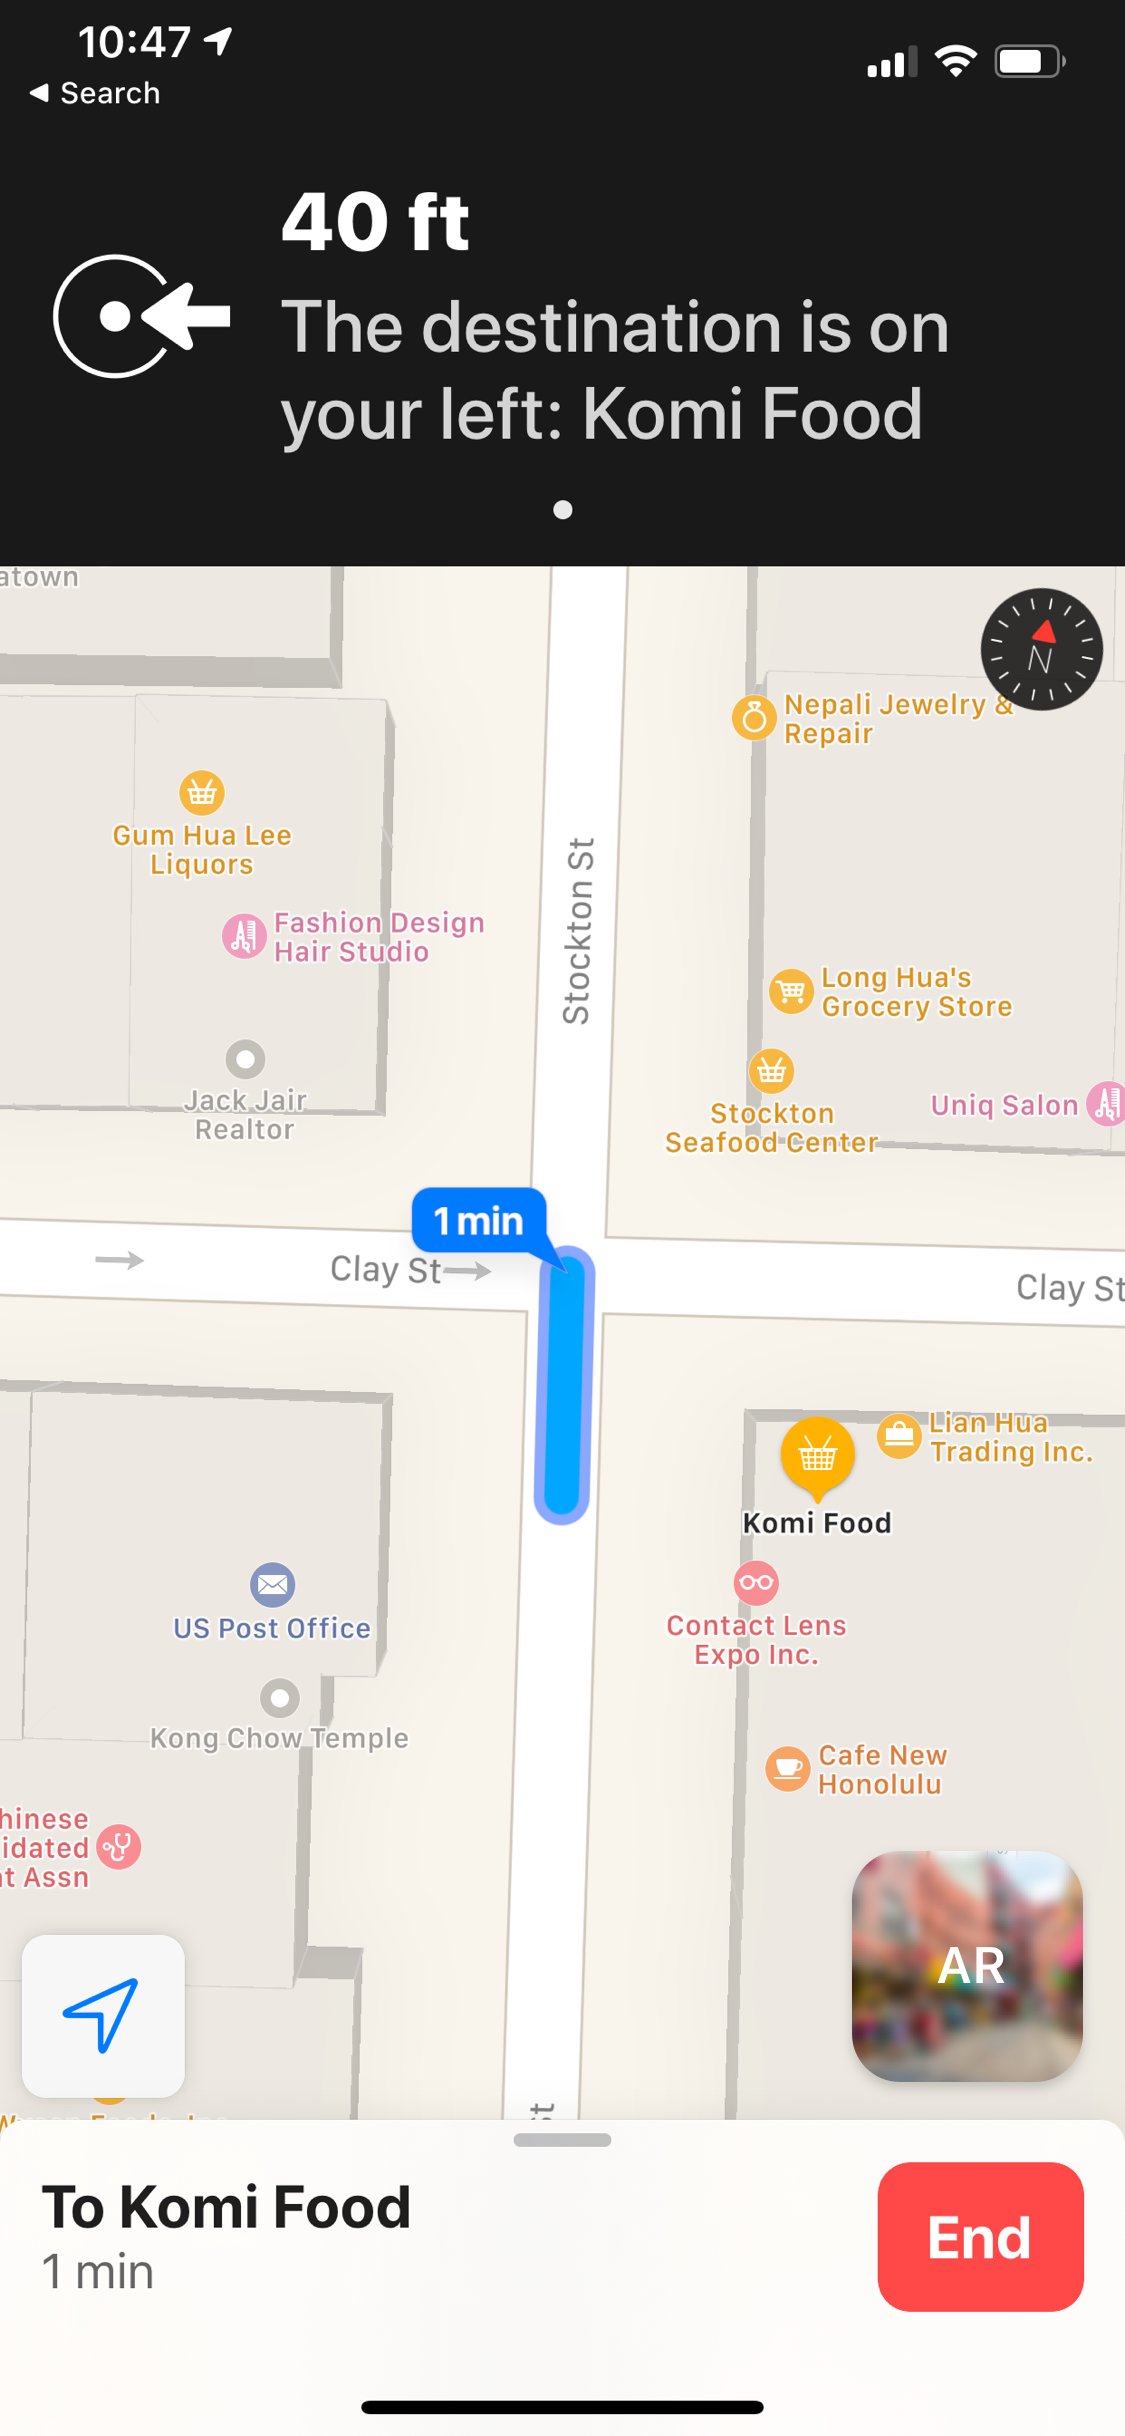 10:47
Search
40 ft
The destination is on
your left: Komi Food
atown
N
Nepali Jewelry &
Repair
Gum Hua Lee
Liquors
Fashion Design
Hair Studio
Stockton St
Long Hua's
Grocery Store
Jack Jair
Realtor
Stockton
Seafood Center
Uniq Salon
1 min
Clay St
Clay St
Lian Hua
Trading Inc.
Komi Food
US Post Office
Contact Lens
Expo Inc.
Kong Chow Temple
Cafe New
Honolulu
hinese
idated
t Assn
AR
St
To Komi Food
1 min
End